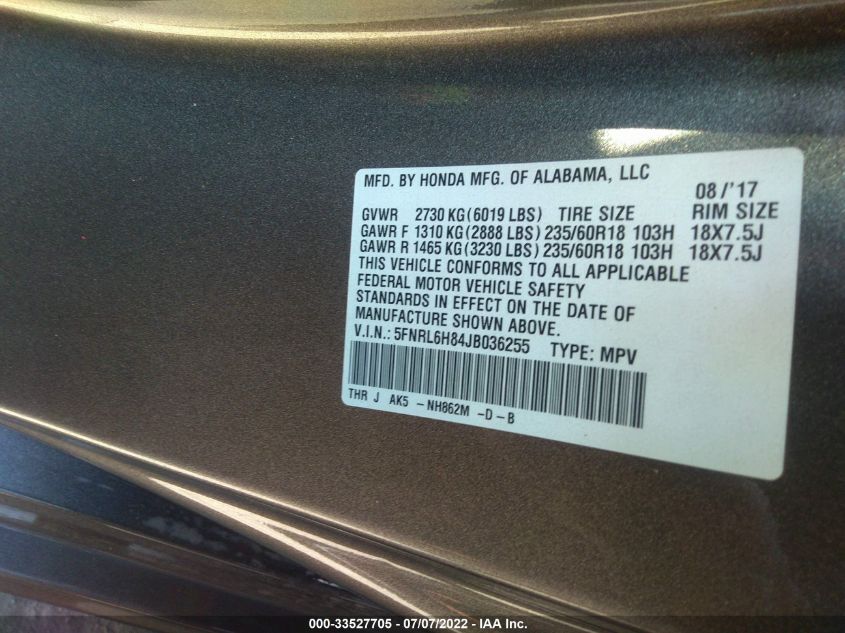 MFD. BY HONDA MFG. OF ALABAMA, LLC 08/'17
GVWR 2730 KG(6019 LBS) TIRE SIZE RIM SIZE
GAWR F 1310 KG(2888 LBS) 235/60R18 103H 18X7.5J
GAWR R 1465 KG(3230 LBS) 235/60R18 103H 18X7.5J
THIS VEHICLE CONFORMS TO ALL APPLICABLE
FEDERAL MOTOR VEHICLE SAFETY
STANDARDS IN EFFECT ON THE DATE OF
MANUFACTURE SHOWN ABOVE.
V.I.N.: 5FNRL6H84JB036255 TYPE: MPV
THR J AK5 -NH862M -D-B
000-33527705 - 07/07/2022 - IAA Inc.